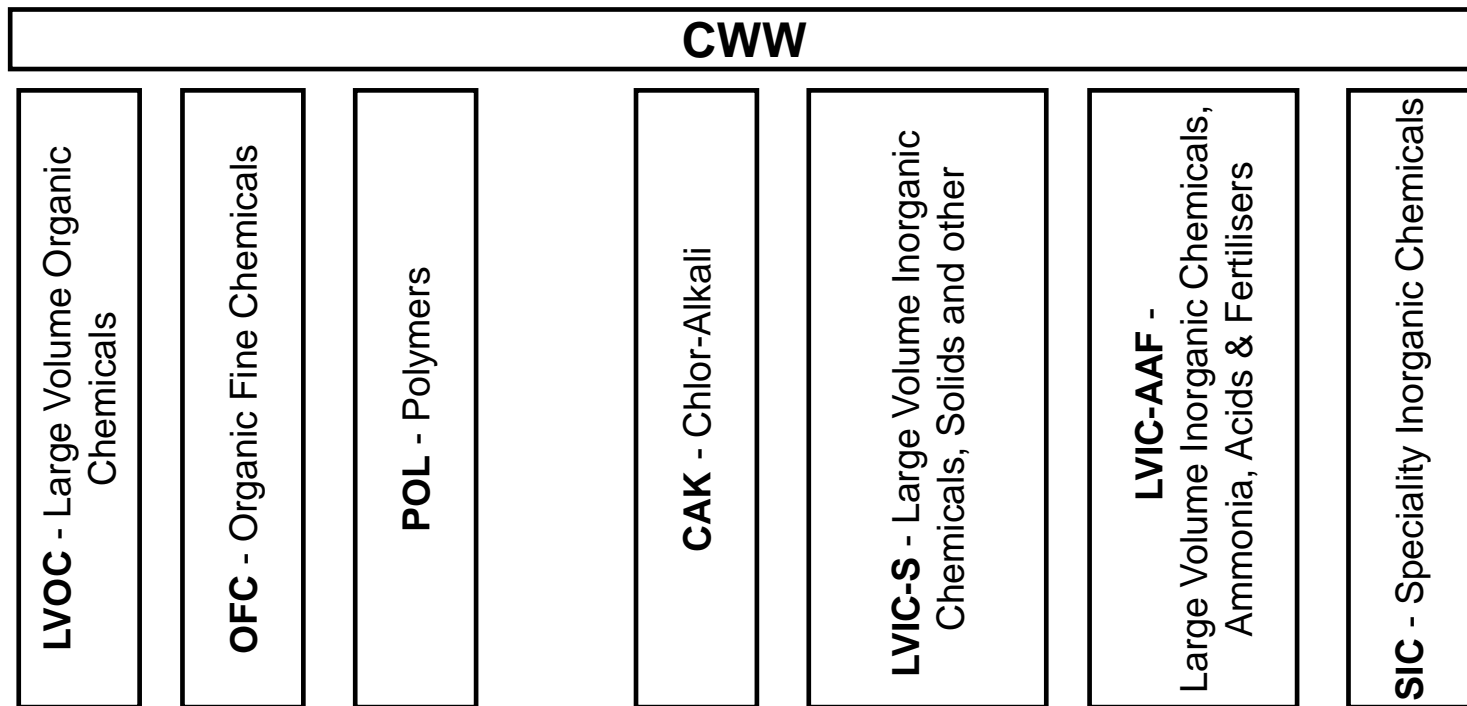 CWW
LVOC - Large Volume Organic
Chemicals
OFC - Organic Fine Chemicals
POL - Polymers
CAK - Chlor-Alkali
LVIC-S - Large Volume Inorganic
Chemicals, Solids and other
LVIC-AAF -
Large Volume Inorganic Chemicals,
Ammonia, Acids & Fertilisers
SIC - Speciality Inorganic Chemicals